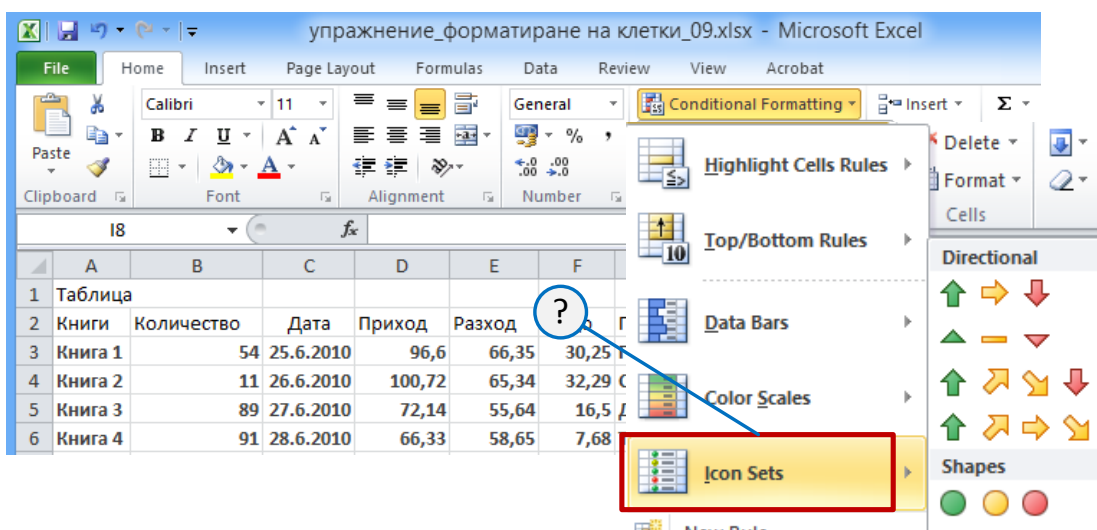 упражнение_форматиране на клетки_09.xlsx - Microsoft Excel
File Home Insert Page Layout Formulas Data Review View Acrobat
Calibri 11 General Conditional Formatting Insert Σ
Paste B I U A A % , Delete
A Format
Clipboard Font Alignment Number Cells
I8 fx
A B C D E F
1 Таблица
2 Книги Количество Дата Приход Разход
3 Книга 1 54 25.6.2010 96,6 66,35 30,25
4 Книга 2 11 26.6.2010 100,72 65,34 32,29
5 Книга 3 89 27.6.2010 72,14 55,64 16,5
6 Книга 4 91 28.6.2010 66,33 58,65 7,68
?
Highlight Cells Rules
Top/Bottom Rules
Data Bars
Color Scales
Icon Sets
Directional
Shapes